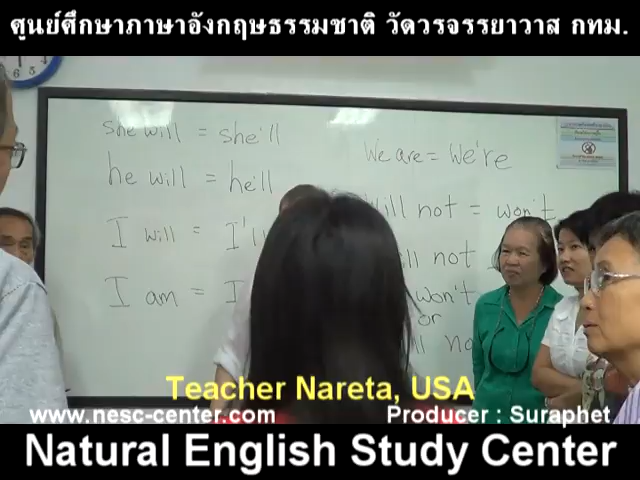 ศูนย์ศึกษาภาษาอังกฤษธรรมชาติ วัดวรจรรยาวาส กทม.
she will = she'll
We are = We're
he will = he'll
will not = won't
I will = I'll
not
I am = I
won't
or
Teacher Nareta, USA
www.nesc-center.com
Producer : Suraphet
Natural English Study Center